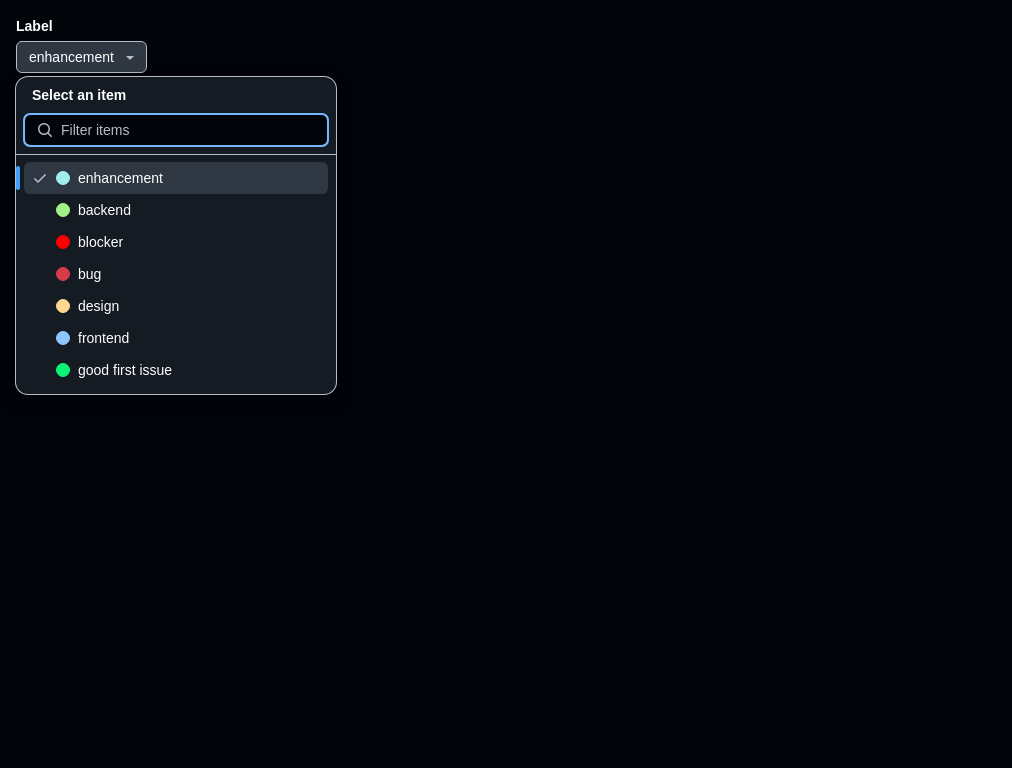 Label
enhancement
Select an item
Filter items
enhancement
backend
blocker
bug
design
frontend
good first issue